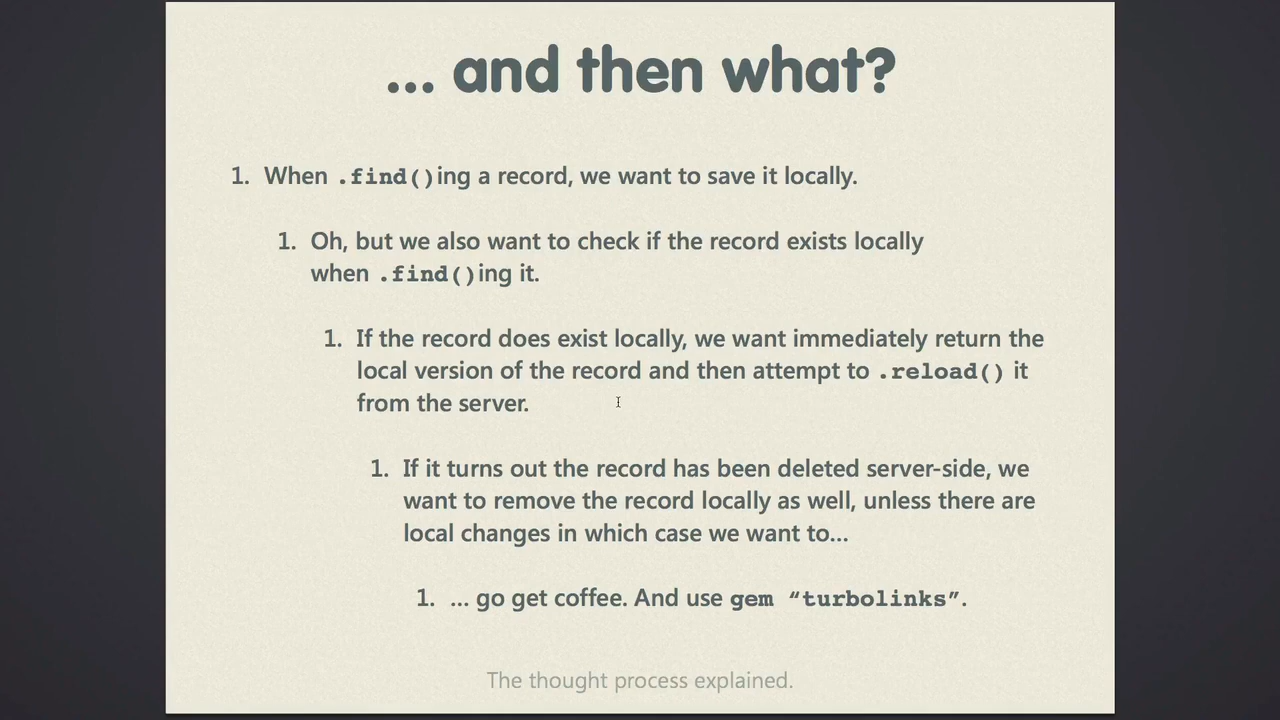 ... and then what?
1. When .find()ing a record, we want to save it locally.
1. Oh, but we also want to check if the record exists locally
when .find()ing it.
1. If the record does exist locally, we want immediately return the
local version of the record and then attempt to .reload() it
from the server.
1. If it turns out the record has been deleted server-side, we
want to remove the record locally as well, unless there are
local changes in which case we want to...
1. ... go get coffee. And use gem “turbolinks”.
The thought process explained.